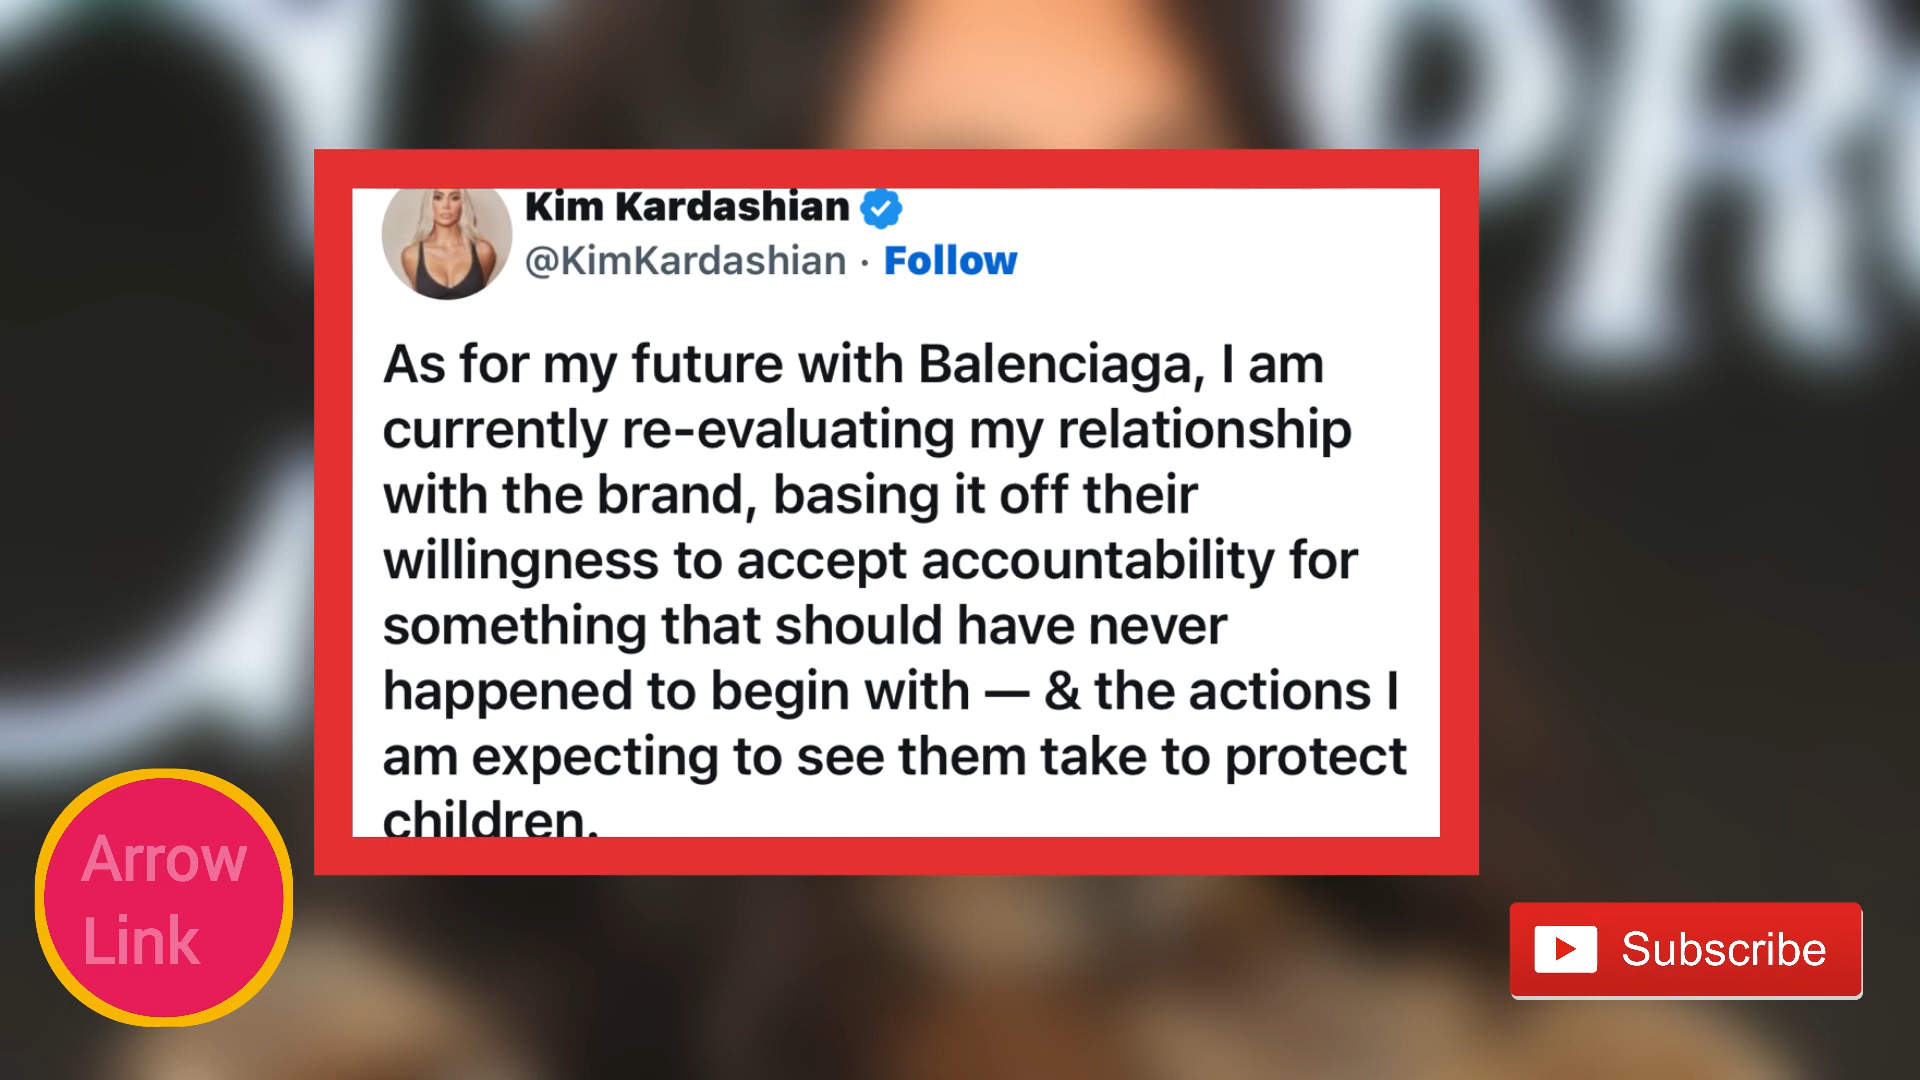 Kim Kardashian
@KimKardashian · Follow
As for my future with Balenciaga, I am
currently re-evaluating my relationship
with the brand, basing it off their
willingness to accept accountability for
something that should have never
happened to begin with — & the actions I
am expecting to see them take to protect
children.
Arrow
Link
Subscribe